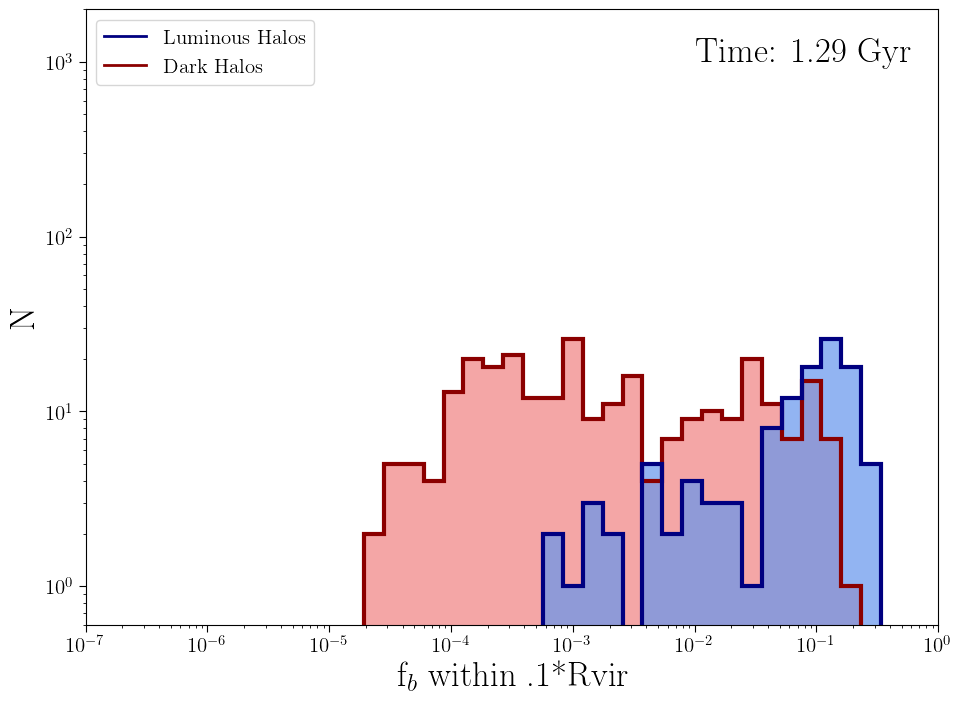 Luminous Halos
Dark Halos
Time: 1.29 Gyr
10³
10²
10¹
10⁰
N
10⁻⁷ 10⁻⁶ 10⁻⁵ 10⁻⁴ 10⁻³ 10⁻² 10⁻¹ 10⁰
f_b within .1*Rvir